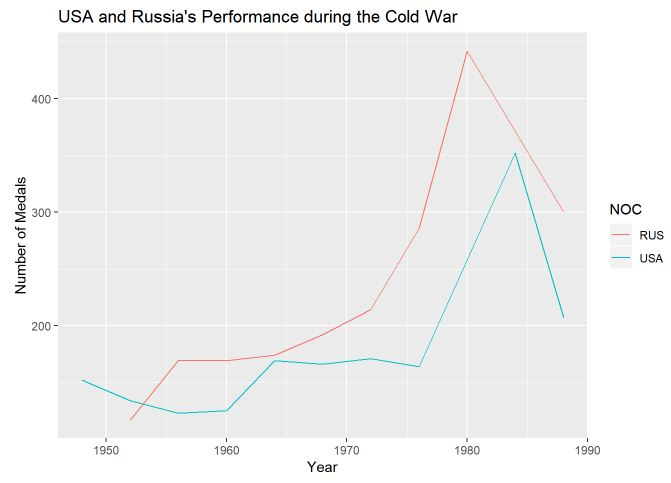 USA and Russia's Performance during the Cold War
Number of Medals
400
300
200
1950
1960
1970
1980
1990
Year
NOC
RUS
USA